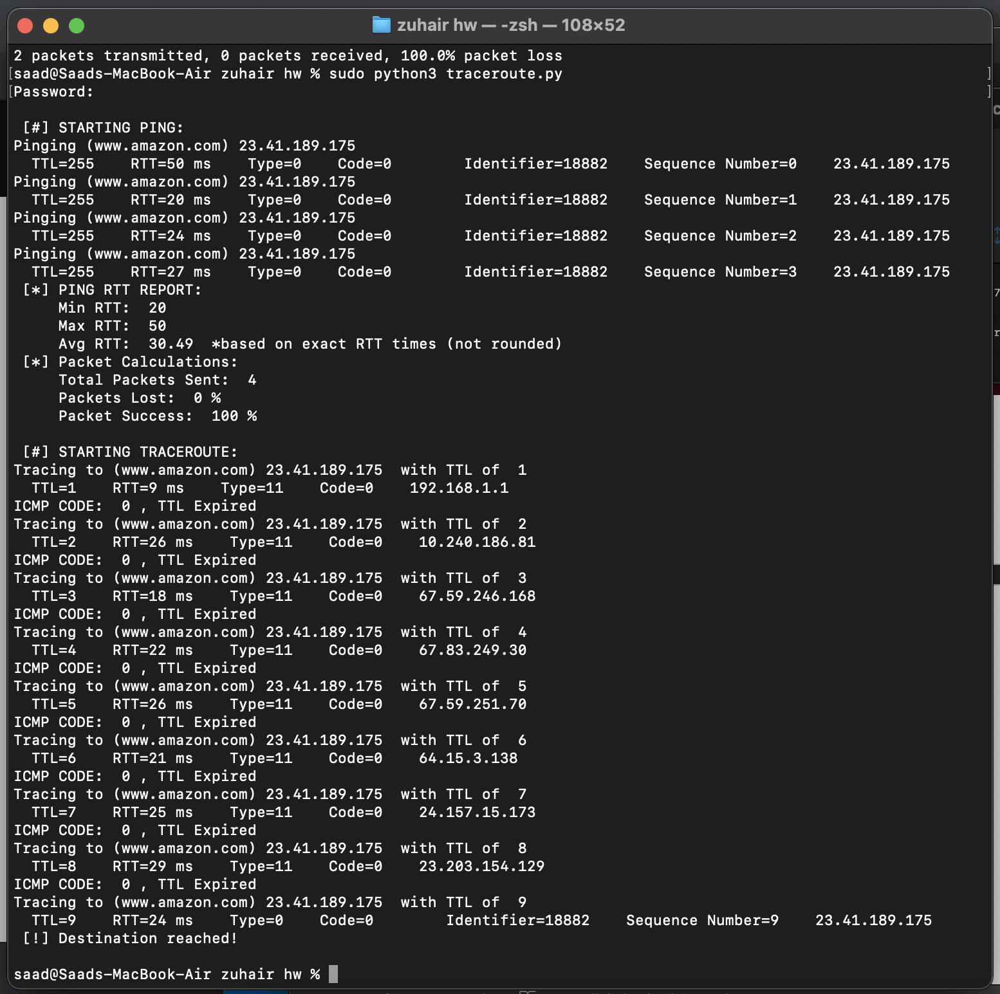 zuhair hw — -zsh — 108×52
2 packets transmitted, 0 packets received, 100.0% packet loss
[saad@Saads-MacBook-Air zuhair hw % sudo python3 traceroute.py ]
[Password: ]
[#] STARTING PING:
Pinging (www.amazon.com) 23.41.189.175
TTL=255 RTT=50 ms Type=0 Code=0 Identifier=18882 Sequence Number=0 23.41.189.175
Pinging (www.amazon.com) 23.41.189.175
TTL=255 RTT=20 ms Type=0 Code=0 Identifier=18882 Sequence Number=1 23.41.189.175
Pinging (www.amazon.com) 23.41.189.175
TTL=255 RTT=24 ms Type=0 Code=0 Identifier=18882 Sequence Number=2 23.41.189.175
Pinging (www.amazon.com) 23.41.189.175
TTL=255 RTT=27 ms Type=0 Code=0 Identifier=18882 Sequence Number=3 23.41.189.175
[*] PING RTT REPORT:
Min RTT: 20
Max RTT: 50
Avg RTT: 30.49 *based on exact RTT times (not rounded)
[*] Packet Calculations:
Total Packets Sent: 4
Packets Lost: 0 %
Packet Success: 100 %
[#] STARTING TRACEROUTE:
Tracing to (www.amazon.com) 23.41.189.175 with TTL of 1
TTL=1 RTT=9 ms Type=11 Code=0 192.168.1.1
ICMP CODE: 0 , TTL Expired
Tracing to (www.amazon.com) 23.41.189.175 with TTL of 2
TTL=2 RTT=26 ms Type=11 Code=0 10.240.186.81
ICMP CODE: 0 , TTL Expired
Tracing to (www.amazon.com) 23.41.189.175 with TTL of 3
TTL=3 RTT=18 ms Type=11 Code=0 67.59.246.168
ICMP CODE: 0 , TTL Expired
Tracing to (www.amazon.com) 23.41.189.175 with TTL of 4
TTL=4 RTT=22 ms Type=11 Code=0 67.83.249.30
ICMP CODE: 0 , TTL Expired
Tracing to (www.amazon.com) 23.41.189.175 with TTL of 5
TTL=5 RTT=26 ms Type=11 Code=0 67.59.251.70
ICMP CODE: 0 , TTL Expired
Tracing to (www.amazon.com) 23.41.189.175 with TTL of 6
TTL=6 RTT=21 ms Type=11 Code=0 64.15.3.138
ICMP CODE: 0 , TTL Expired
Tracing to (www.amazon.com) 23.41.189.175 with TTL of 7
TTL=7 RTT=25 ms Type=11 Code=0 24.157.15.173
ICMP CODE: 0 , TTL Expired
Tracing to (www.amazon.com) 23.41.189.175 with TTL of 8
TTL=8 RTT=29 ms Type=11 Code=0 23.203.154.129
ICMP CODE: 0 , TTL Expired
Tracing to (www.amazon.com) 23.41.189.175 with TTL of 9
TTL=9 RTT=24 ms Type=0 Code=0 Identifier=18882 Sequence Number=9 23.41.189.175
[!] Destination reached!
saad@Saads-MacBook-Air zuhair hw %